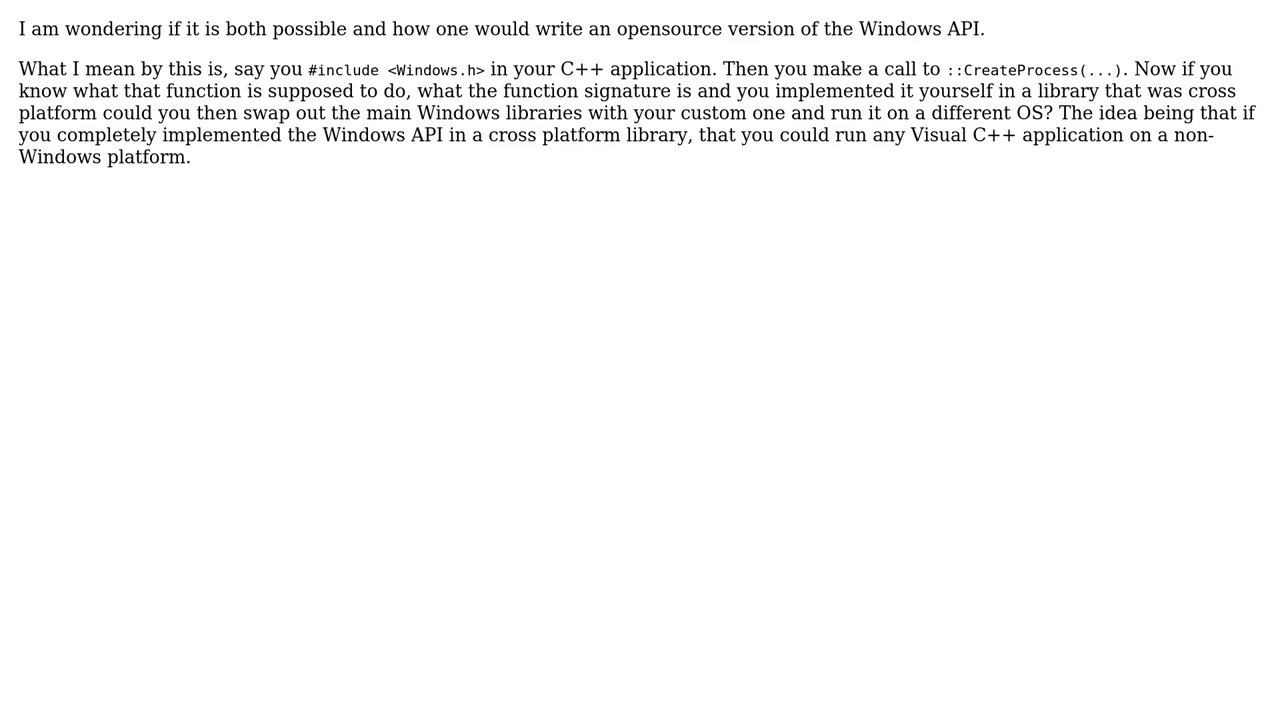 I am wondering if it is both possible and how one would write an opensource version of the Windows API.
What I mean by this is, say you #include <Windows.h> in your C++ application. Then you make a call to ::CreateProcess(...). Now if you
know what that function is supposed to do, what the function signature is and you implemented it yourself in a library that was cross
platform could you then swap out the main Windows libraries with your custom one and run it on a different OS? The idea being that if
you completely implemented the Windows API in a cross platform library, that you could run any Visual C++ application on a non-
Windows platform.